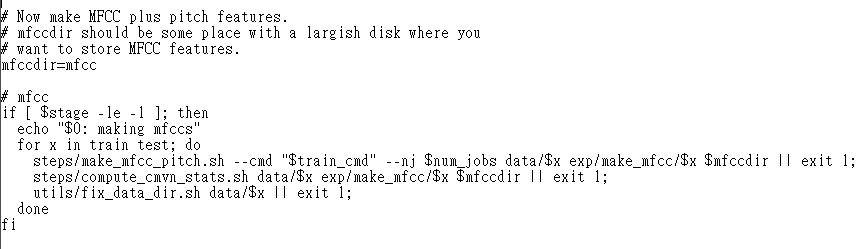 # Now make MFCC plus pitch features.
# mfccdir should be some place with a largish disk where you
# want to store MFCC features.
mfccdir=mfcc

# mfcc
if [ $stage -le -1 ]; then
  echo "$0: making mfccs"
  for x in train test; do
    steps/make_mfcc_pitch.sh --cmd "$train_cmd" --nj $num_jobs data/$x exp/make_mfcc/$x $mfccdir || exit 1;
    steps/compute_cmvn_stats.sh data/$x exp/make_mfcc/$x $mfccdir || exit 1;
    utils/fix_data_dir.sh data/$x || exit 1;
  done
fi